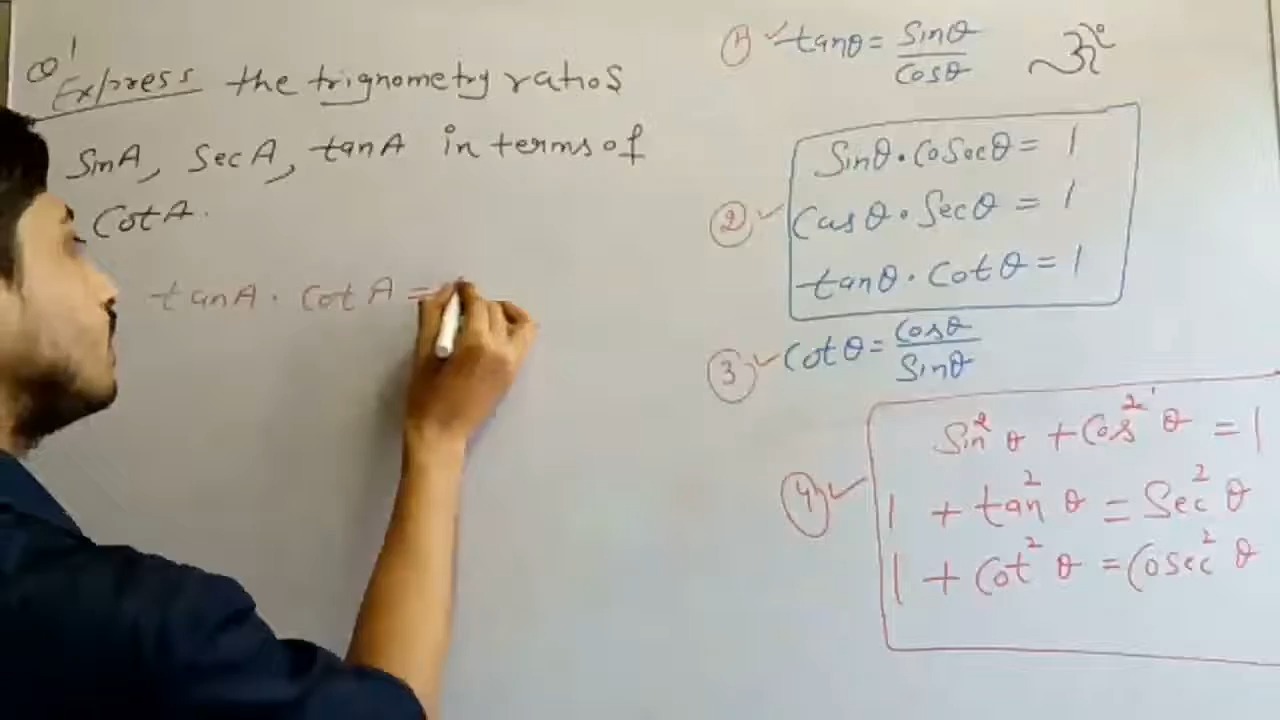 Q1
Express the trignometry ratios
SinA, SecA, tanA in terms of
CotA.
tanA . CotA =
1) ✓ tanθ = Sinθ/Cosθ
Sinθ.CoSecθ = 1
2 ✓ Casθ.Secθ = 1
tanθ.Cotθ = 1
3 ✓ Cotθ = Cosθ/Sinθ
Sin²θ + Cos²θ = 1
4) ✓ 1 + tan²θ = Sec²θ
1 + Cot²θ = Cosec²θ